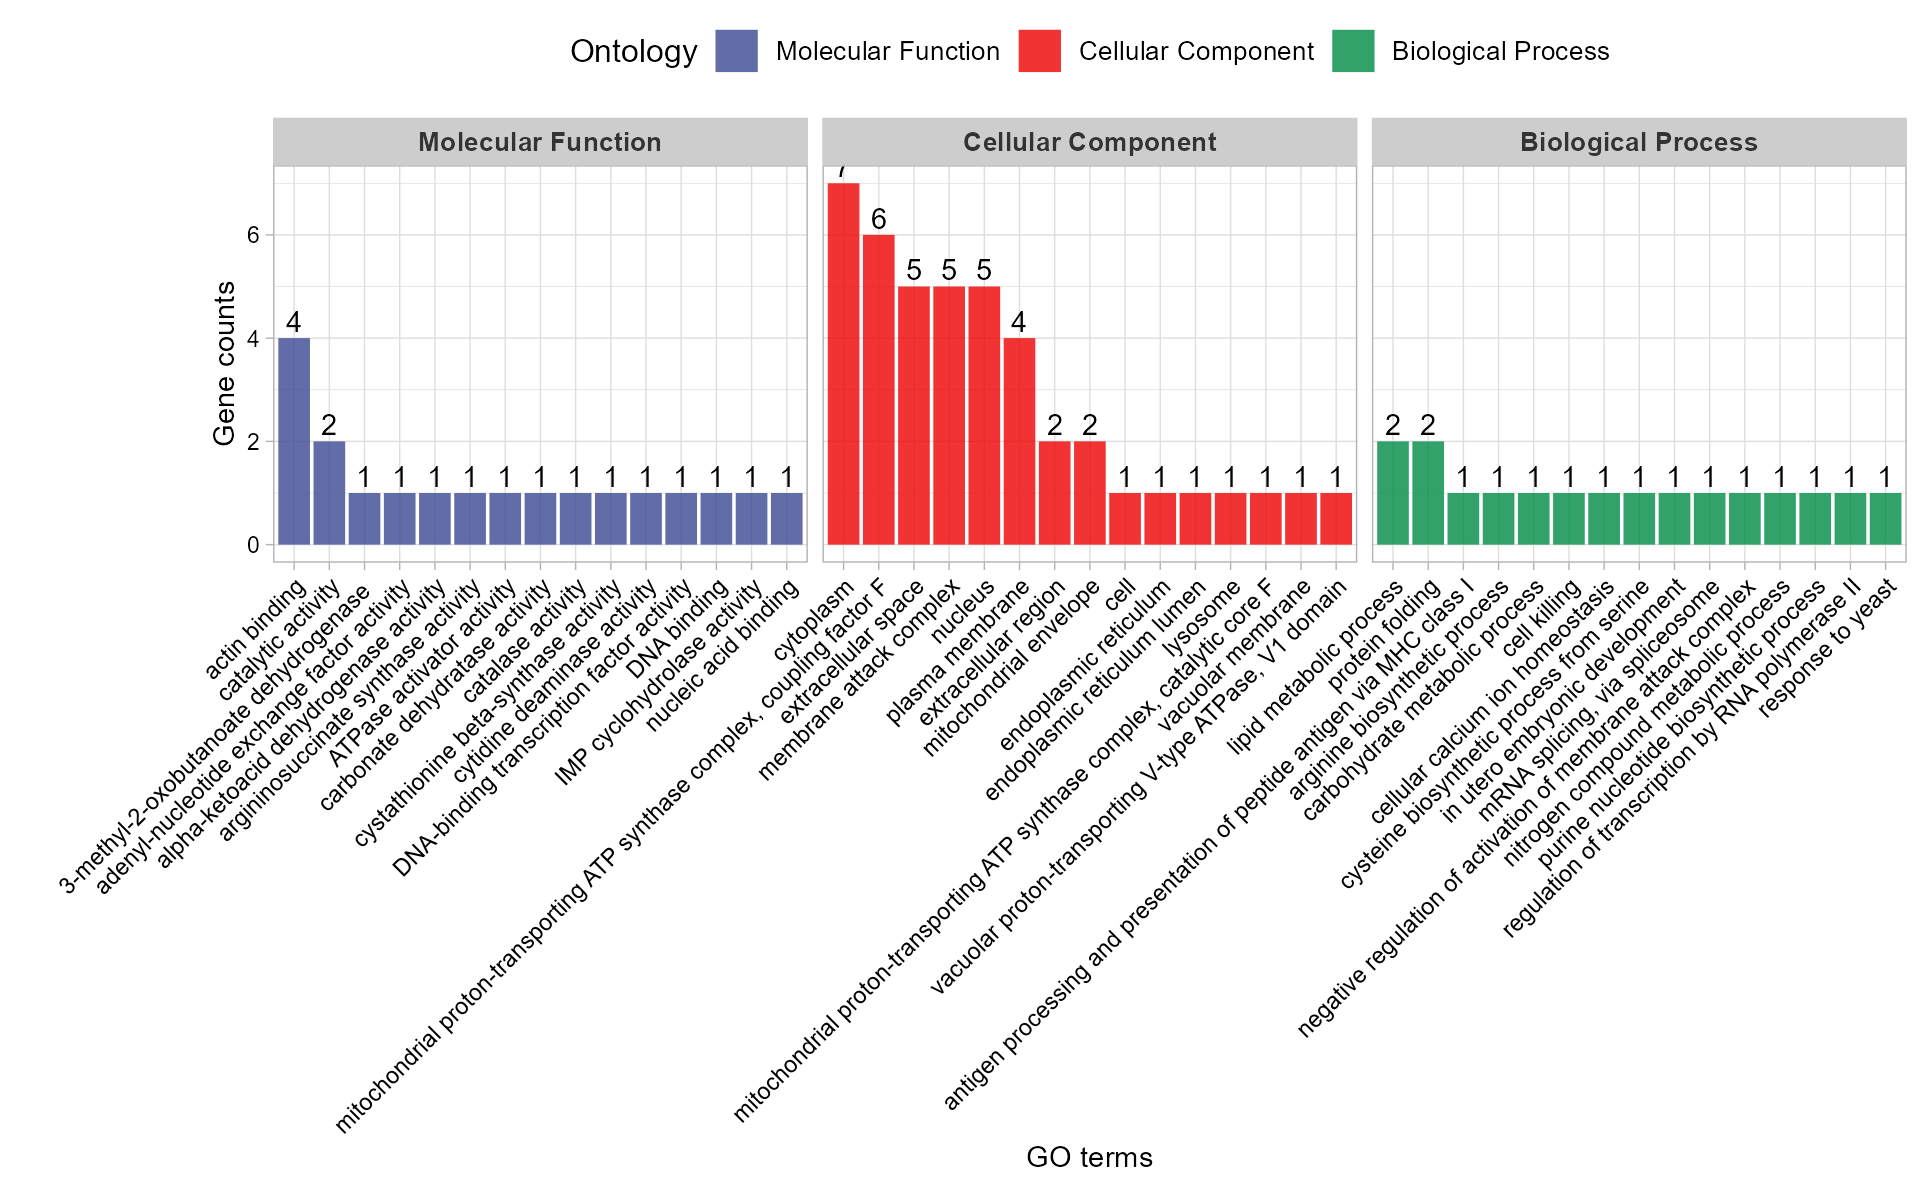 Ontology Molecular Function Cellular Component Biological Process
Molecular Function Cellular Component Biological Process
Gene counts
6
4
2
0
4 2 1 1 1 1 1 1 1 1 1 1 1 1 1
7 6 5 5 5 4 2 2 1 1 1 1 1 1 1
2 2 1 1 1 1 1 1 1 1 1 1 1 1 1
actin binding
catalytic activity
3-methyl-2-oxobutanoate dehydrogenase
adenyl-nucleotide exchange factor activity
alpha-ketoacid dehydrogenase activity
argininosuccinate synthase activity
ATPase activator activity
carbonate dehydratase activity
catalase activity
cystathionine beta-synthase activity
cytidine deaminase activity
DNA-binding transcription factor activity
DNA binding
IMP cyclohydrolase activity
nucleic acid binding
cytoplasm
mitochondrial proton-transporting ATP synthase complex, coupling factor F
extracellular space
membrane attack complex
nucleus
plasma membrane
extracellular region
mitochondrial envelope
cell
endoplasmic reticulum
endoplasmic reticulum lumen
lysosome
mitochondrial proton-transporting ATP synthase complex, catalytic core F
vacuolar membrane
vacuolar proton-transporting V-type ATPase, V1 domain
lipid metabolic process
protein folding
antigen processing and presentation of peptide antigen via MHC class I
arginine biosynthetic process
carbohydrate metabolic process
cell killing
cellular calcium ion homeostasis
cysteine biosynthetic process from serine
in utero embryonic development
mRNA splicing, via spliceosome
negative regulation of activation of membrane attack complex
nitrogen compound metabolic process
purine nucleotide biosynthetic process
regulation of transcription by RNA polymerase II
response to yeast
GO terms